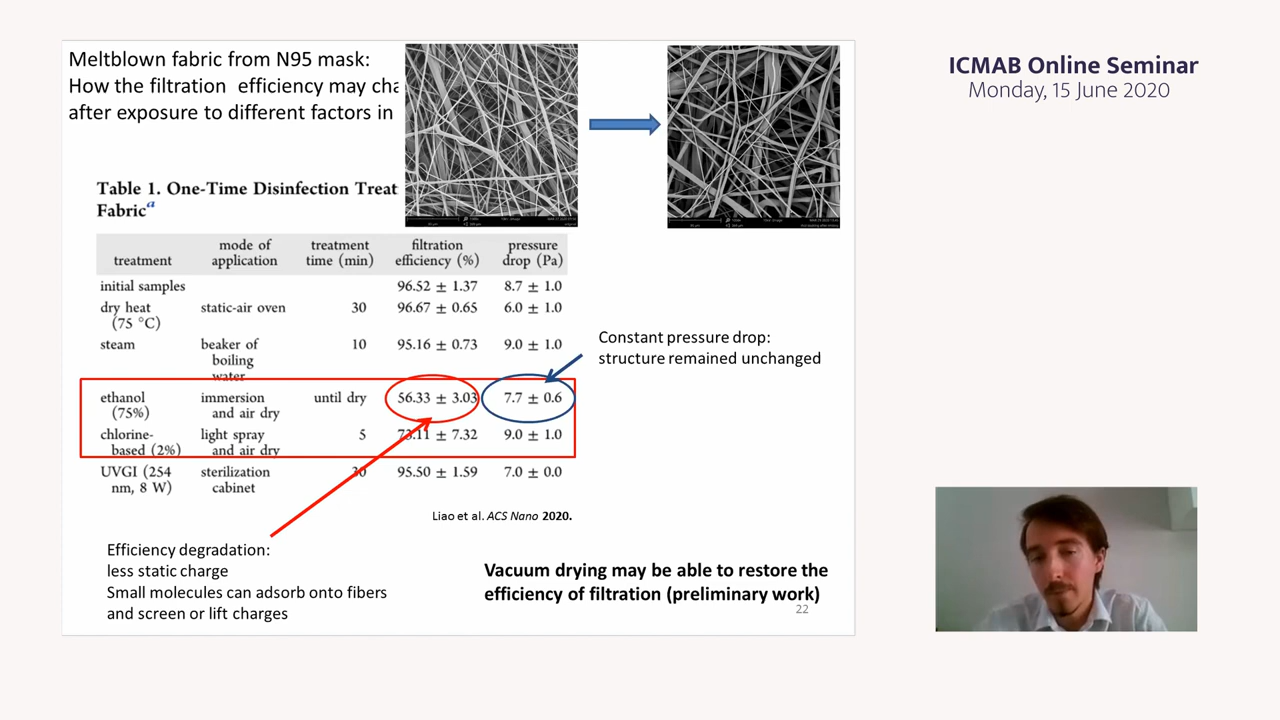 Meltblown fabric from N95 mask:
How the filtration efficiency may cha
after exposure to different factors in
ICMAB Online Seminar
Monday, 15 June 2020
Table 1. One-Time Disinfection Treat
Fabricᵃ
treatment mode of application treatment time (min) filtration efficiency (%) pressure drop (Pa)
initial samples 96.52 ± 1.37 8.7 ± 1.0
dry heat (75 °C) static-air oven 30 96.67 ± 0.65 6.0 ± 1.0
steam beaker of boiling water 10 95.16 ± 0.73 9.0 ± 1.0
ethanol (75%) immersion and air dry until dry 56.33 ± 3.03 7.7 ± 0.6
chlorine-based (2%) light spray and air dry 5 73.11 ± 7.32 9.0 ± 1.0
UVGI (254 nm, 8 W) sterilization cabinet 30 95.50 ± 1.59 7.0 ± 0.0
Constant pressure drop:
structure remained unchanged
Liao et al. ACS Nano 2020.
Efficiency degradation:
less static charge
Small molecules can adsorb onto fibers
and screen or lift charges
Vacuum drying may be able to restore the
efficiency of filtration (preliminary work)
22